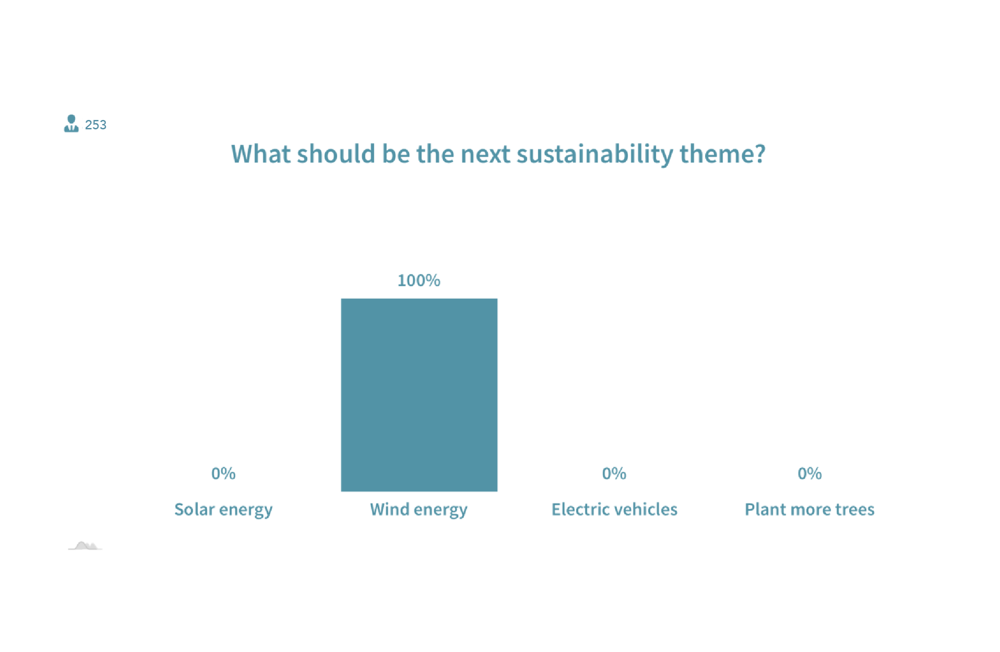 253
What should be the next sustainability theme?
100%
0% 0% 0%
Solar energy Wind energy Electric vehicles Plant more trees